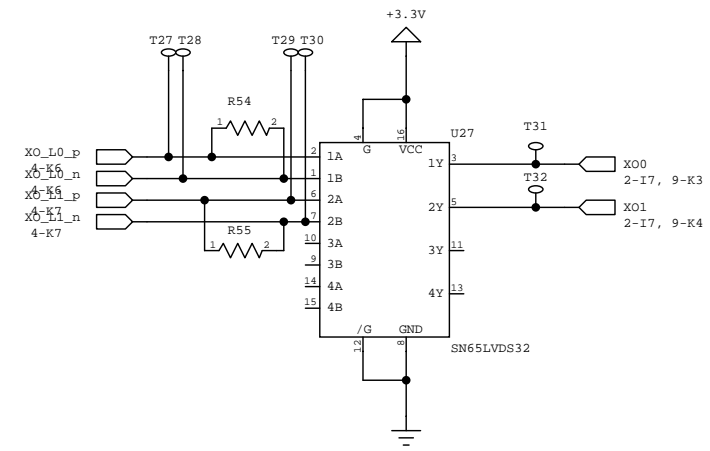 +3.3V
T27 T28
T29 T30
R54
1
2
4
16
U27
T31
XO_L0_p
4-K6
2
1A
G
VCC
1Y
3
XO0
2-I7, 9-K3
XO_L0_n
4-K6
1
1B
T32
XO_L1_p
4-K7
6
2A
2Y
5
XO1
2-I7, 9-K4
XO_L1_n
4-K7
7
2B
R55
1
2
10
3A
3Y
11
9
3B
14
4A
4Y
13
15
4B
/G
GND
12
8
SN65LVDS32